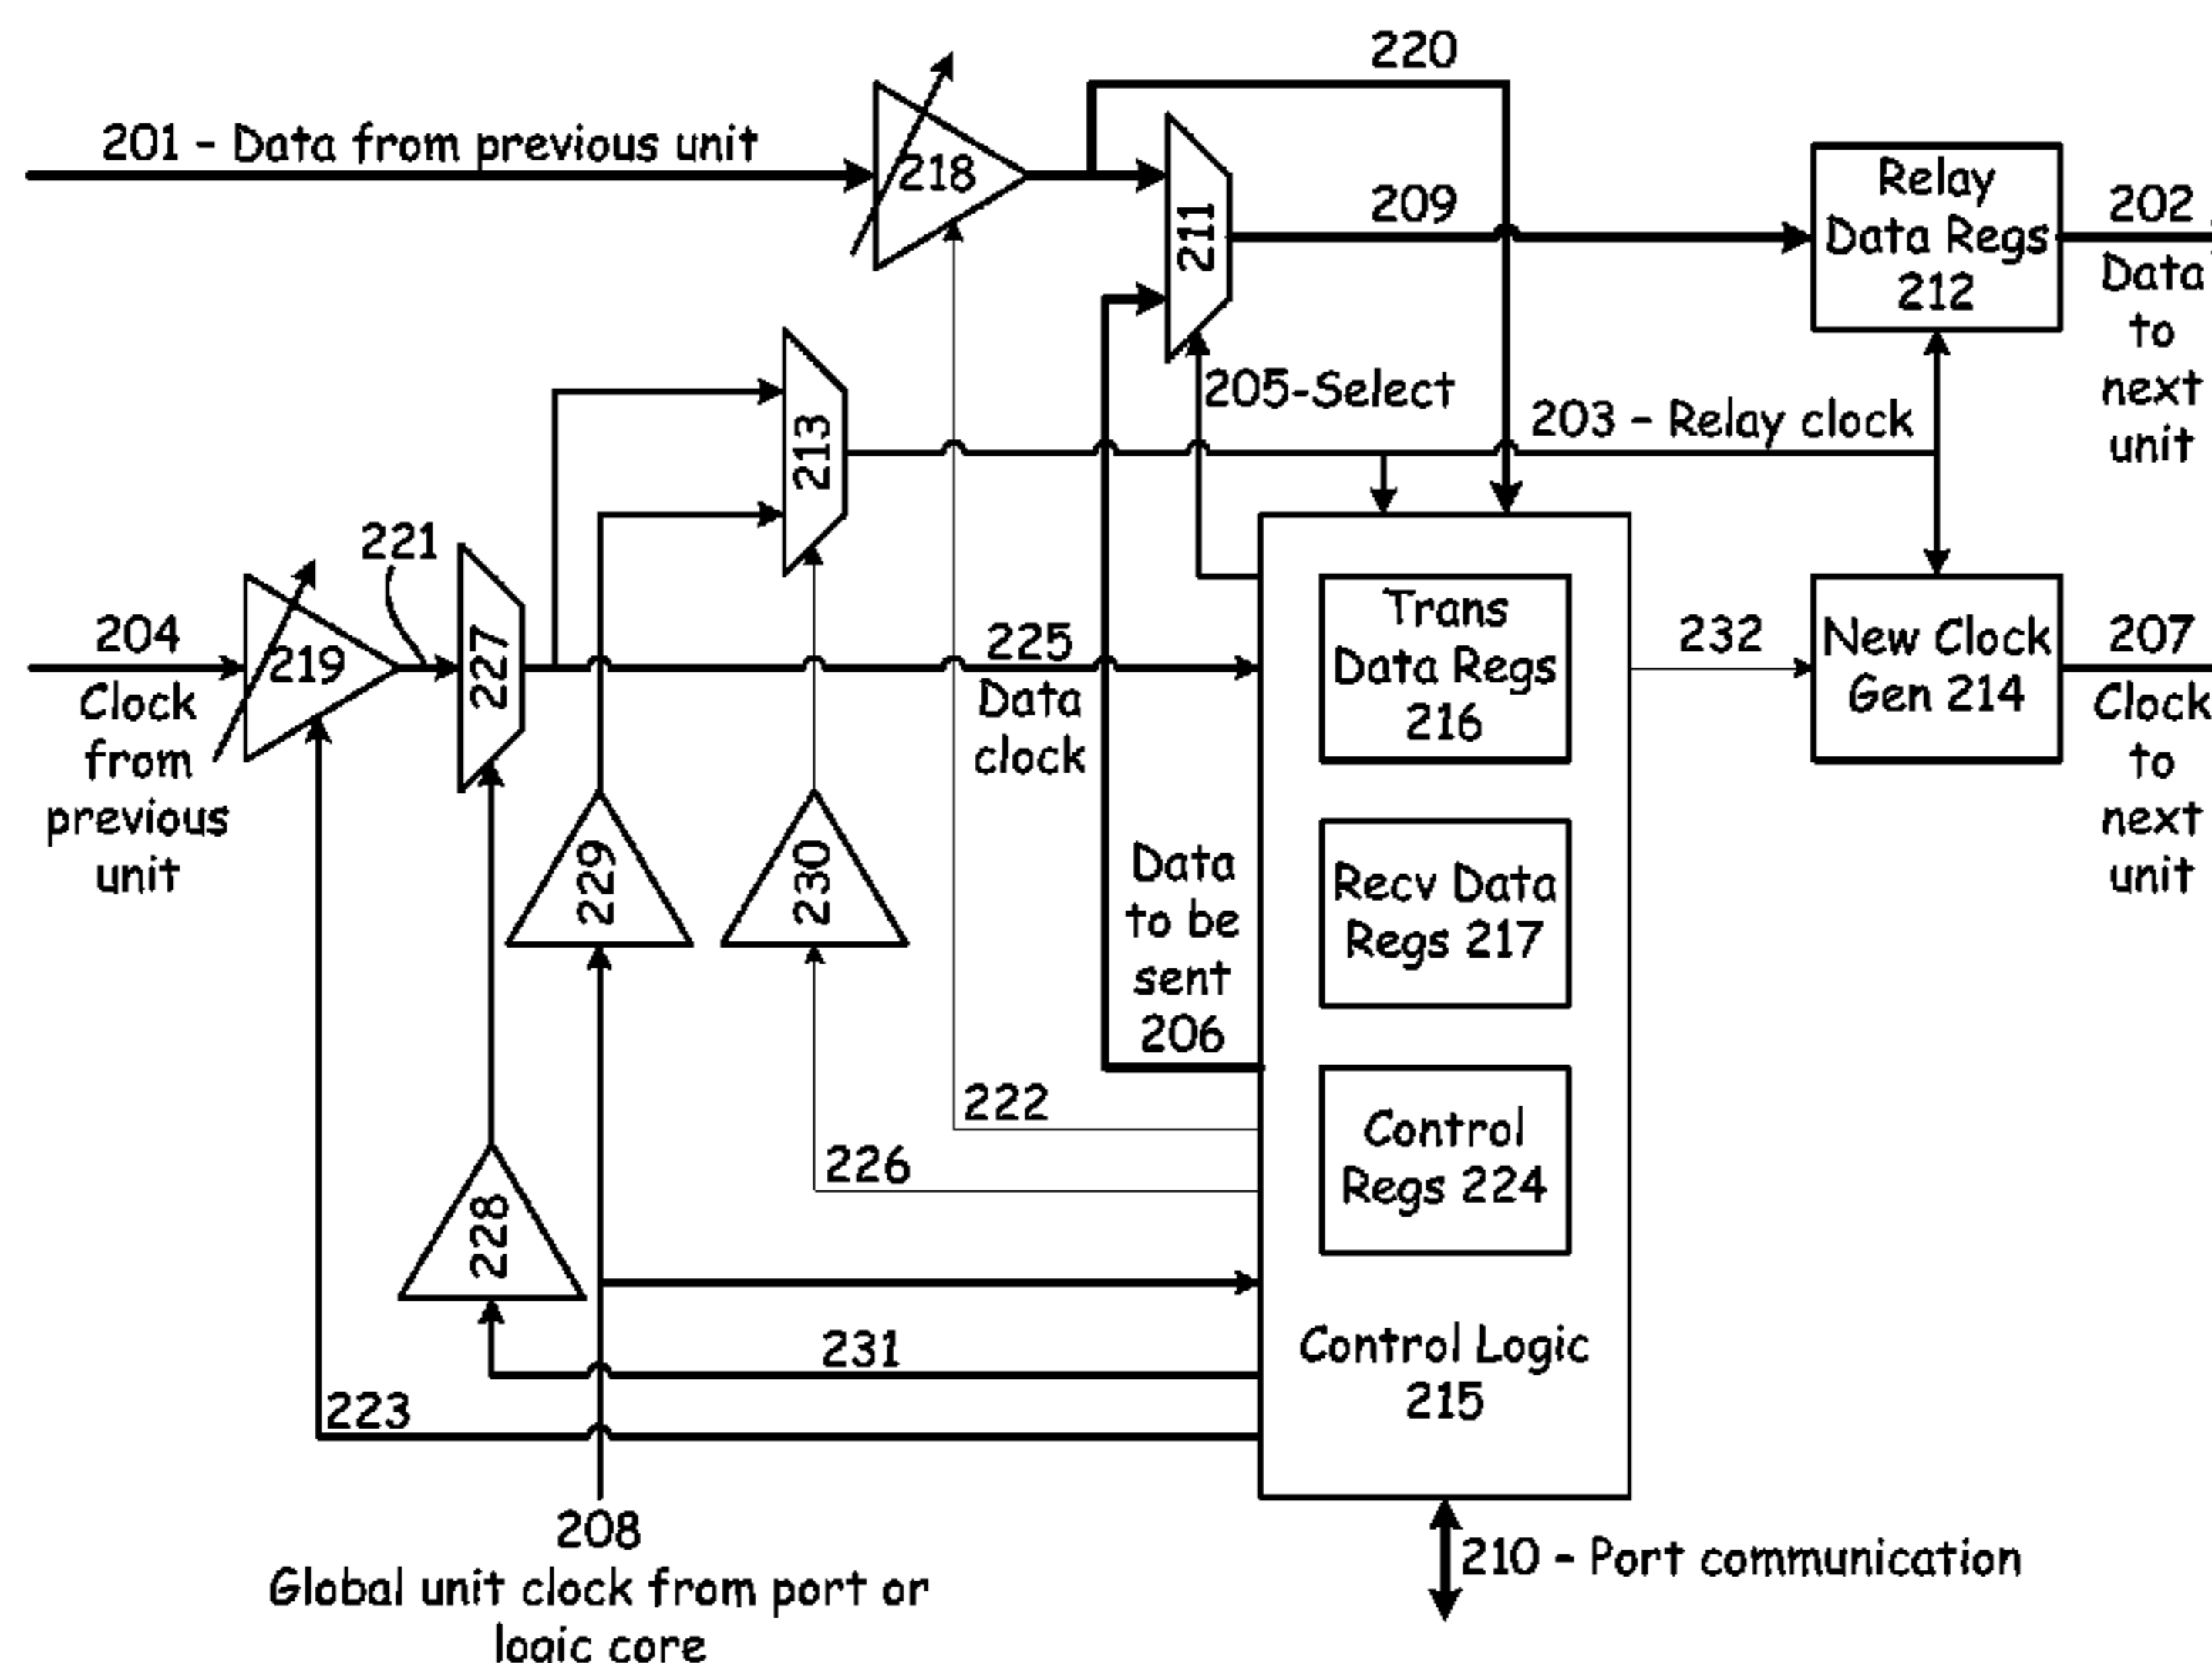 220
201 - Data from previous unit
218
211
209
Relay
Data Regs
212
202
Data
to
next
unit
205-Select
203 - Relay clock
213
221
227
204
219
Clock
from
previous
unit
225
Data
clock
Trans
Data Regs
216
232
New Clock
Gen 214
207
Clock
to
next
unit
229
230
Data
to be
sent
206
Recv Data
Regs 217
222
226
Control
Regs 224
228
231
223
Control Logic
215
208
Global unit clock from port or
logic core
210 - Port communication